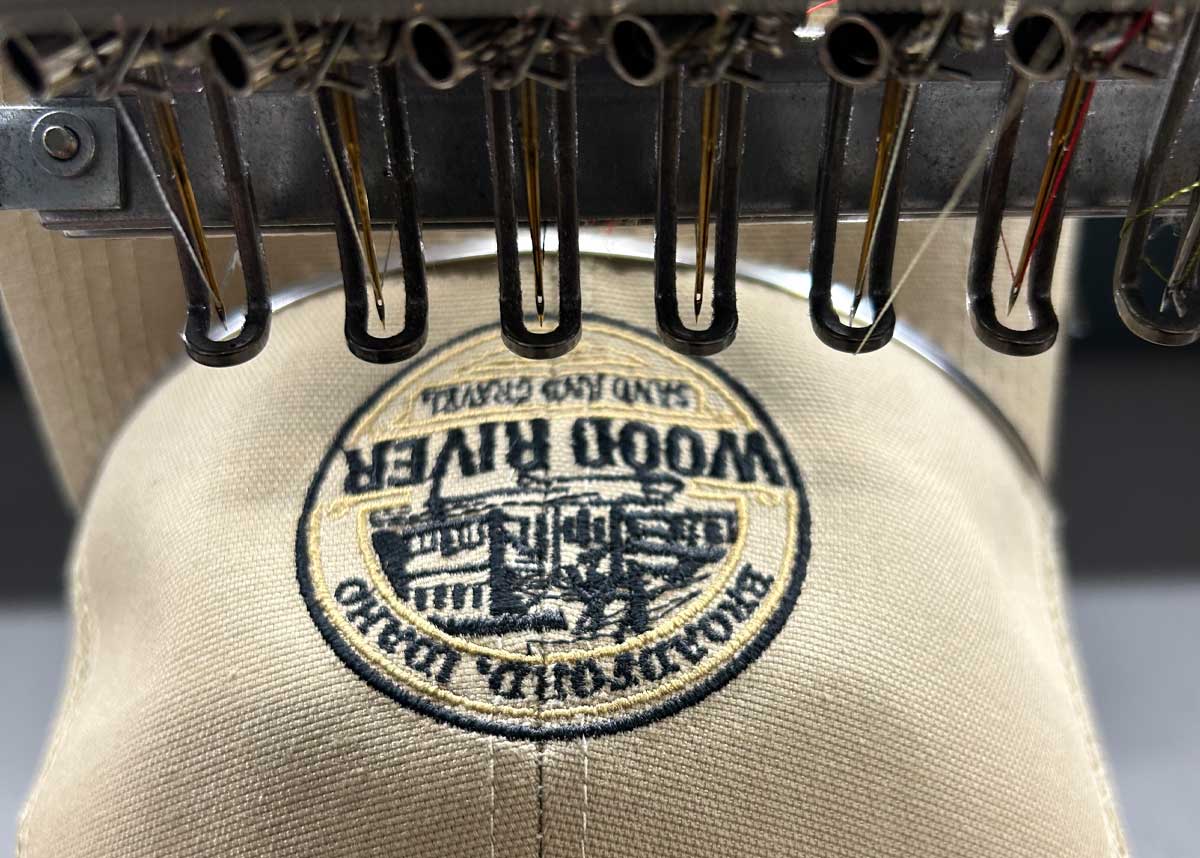 BROADFORD, IDAHO
WOOD RIVER
SAND AND GRAVEL